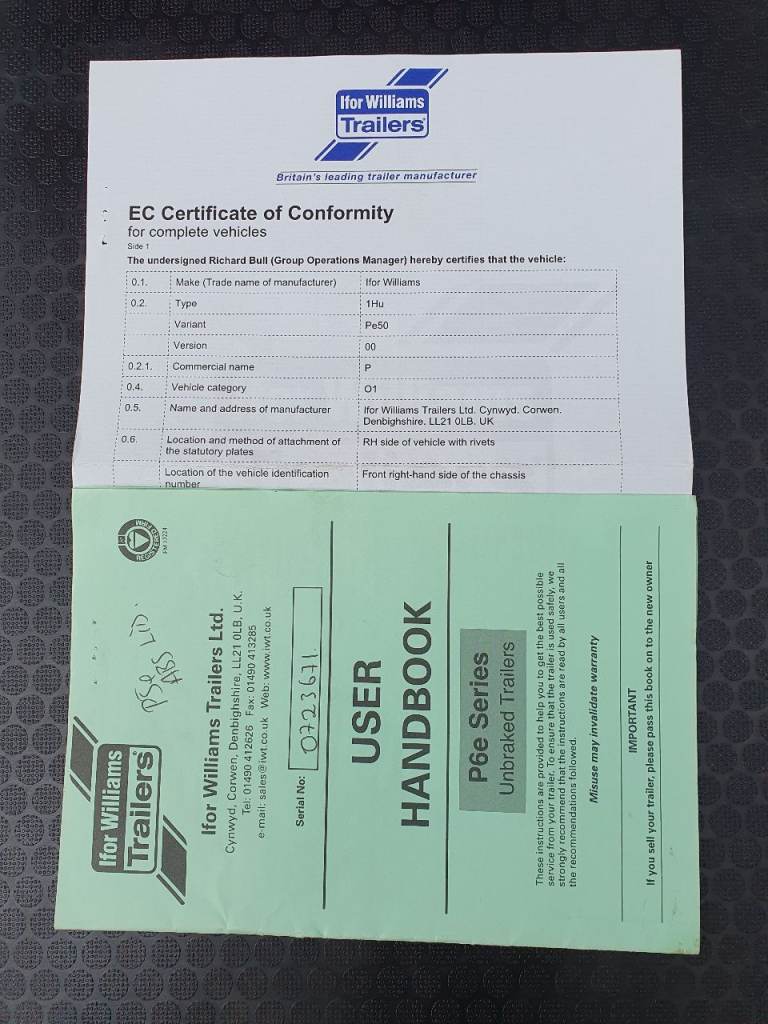 Ifor Williams
Trailers
Britain's leading trailer manufacturer
EC Certificate of Conformity
for complete vehicles
Side 1
The undersigned Richard Bull (Group Operations Manager) hereby certifies that the vehicle:
0.1. Make (Trade name of manufacturer) Ifor Williams
0.2. Type 1Hu
Variant Pe50
Version 00
0.2.1. Commercial name P
0.4. Vehicle category O1
0.5. Name and address of manufacturer Ifor Williams Trailers Ltd. Cynwyd. Corwen.
Denbighshire. LL21 0LB. UK
0.6. Location and method of attachment of RH side of vehicle with rivets
the statutory plates
Location of the vehicle identification Front right-hand side of the chassis
number
Ifor Williams
Trailers
REGISTERED
Ifor Williams Trailers Ltd.
Cynwyd, Corwen, Denbighshire, LL21 0LB, U.K.
Tel: 01490 412626 Fax: 01490 413285
e-mail: sales@iwt.co.uk Web: www.iwt.co.uk
Serial No: 0723671
USER
HANDBOOK
P6e Series
Unbraked Trailers
These instructions are provided to help you to get the best possible
service from your trailer. To ensure that the trailer is used safely, we
strongly recommend that the instructions are read by all users and all
the recommendations followed.
Misuse may invalidate warranty
IMPORTANT
If you sell your trailer, please pass this book on to the new owner